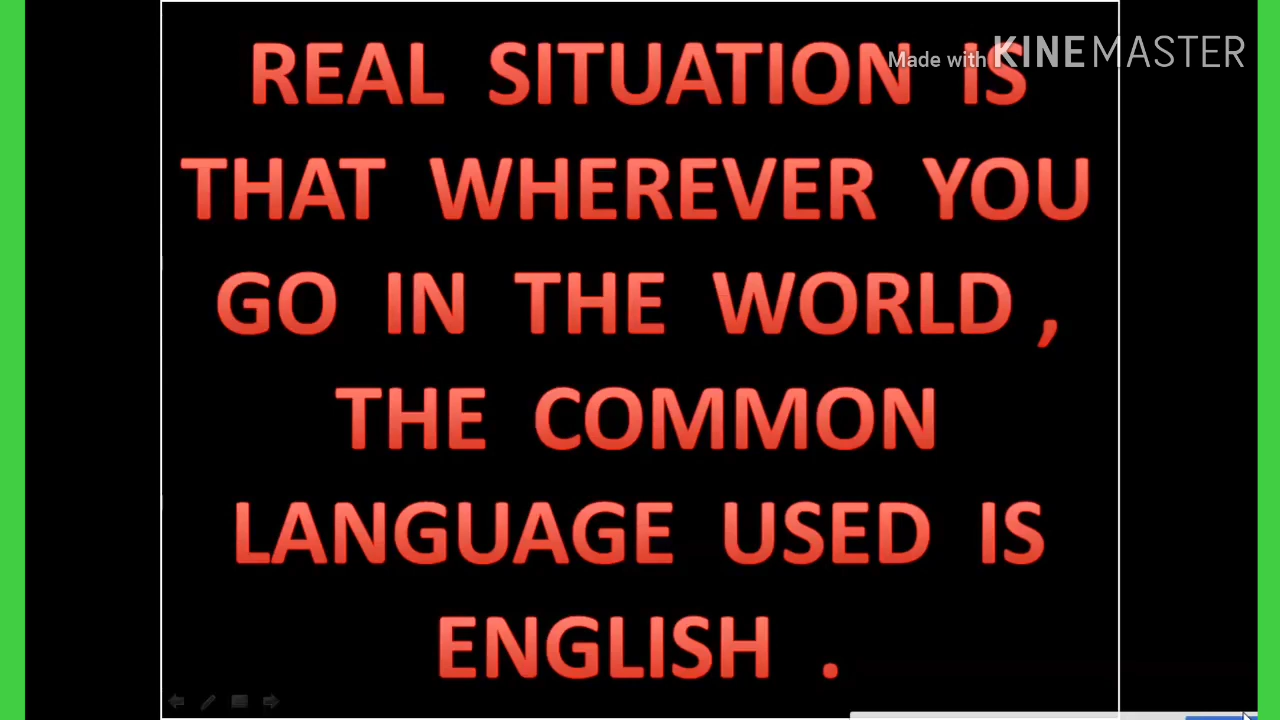 Made with KINEMASTER
REAL SITUATION IS
THAT WHEREVER YOU
GO IN THE WORLD ,
THE COMMON
LANGUAGE USED IS
ENGLISH .